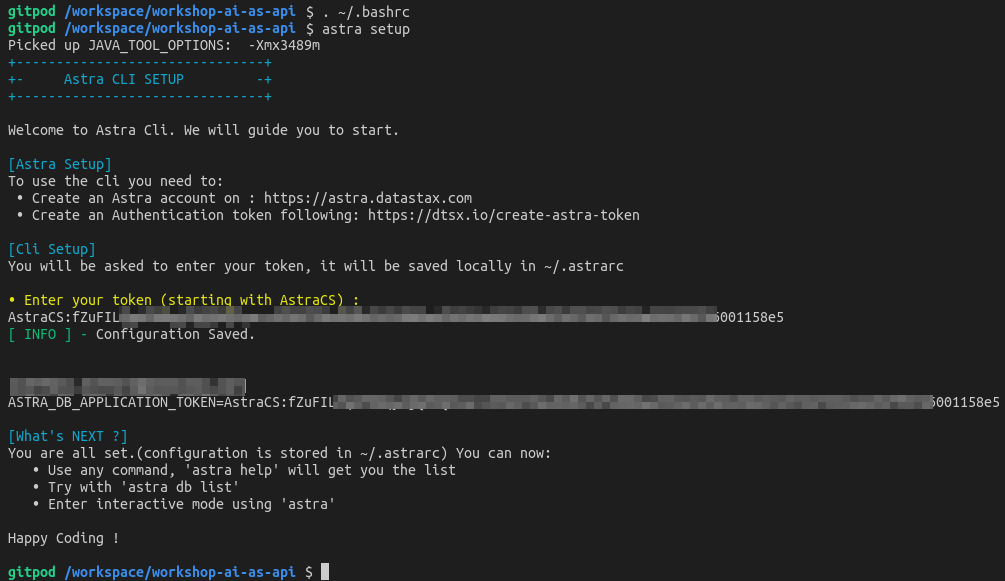 gitpod /workspace/workshop-ai-as-api $ . ~/.bashrc
gitpod /workspace/workshop-ai-as-api $ astra setup
Picked up JAVA_TOOL_OPTIONS:  -Xmx3489m
+-------------------------------+
+-     Astra CLI SETUP         -+
+-------------------------------+
Welcome to Astra Cli. We will guide you to start.
[Astra Setup]
To use the cli you need to:
• Create an Astra account on : https://astra.datastax.com
• Create an Authentication token following: https://dtsx.io/create-astra-token
[Cli Setup]
You will be asked to enter your token, it will be saved locally in ~/.astrarc
• Enter your token (starting with AstraCS) :
AstraCS:fZuFIL 6001158e5
[ INFO ] - Configuration Saved.
ASTRA_DB_APPLICATION_TOKEN=AstraCS:fZuFIL 6001158e5
[What's NEXT ?]
You are all set.(configuration is stored in ~/.astrarc) You can now:
• Use any command, 'astra help' will get you the list
• Try with 'astra db list'
• Enter interactive mode using 'astra'
Happy Coding !
gitpod /workspace/workshop-ai-as-api $